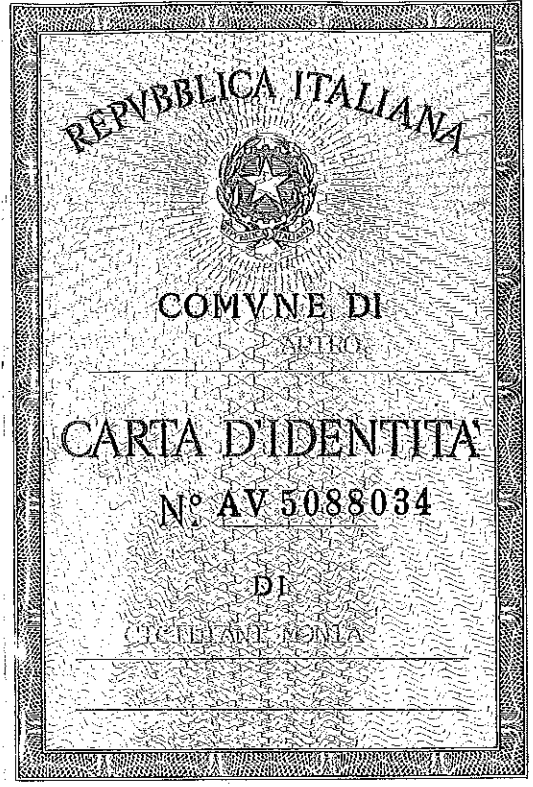 REPVBBLICA ITALIANA
COMVNE DI
CARTA D'IDENTITA'
N° AV 5088034
DI